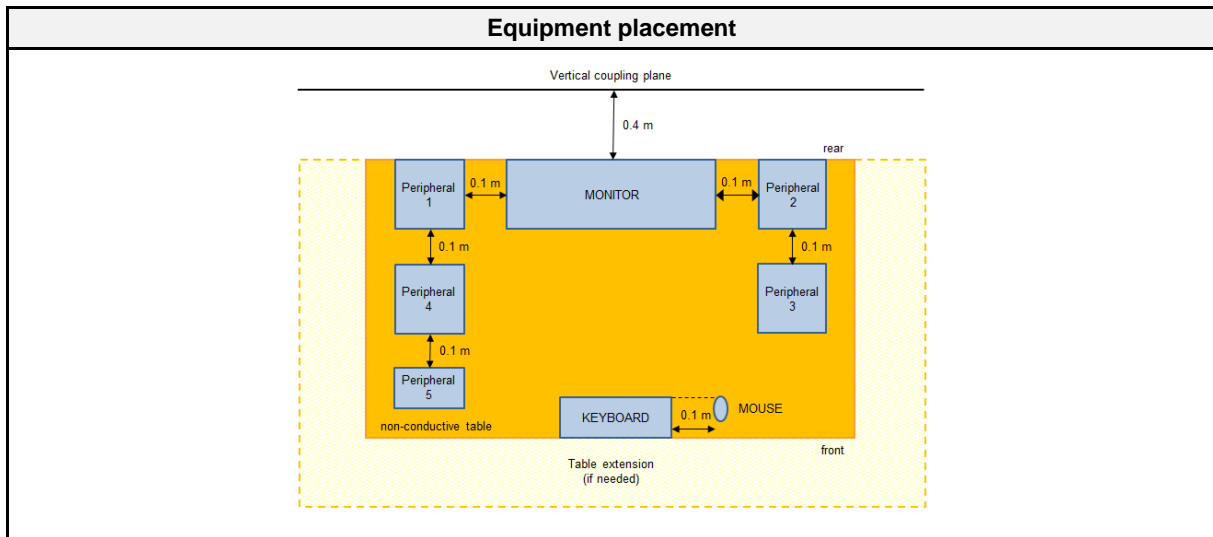 Equipment placement
Vertical coupling plane
0.4 m
rear
Peripheral
1
0.1 m
MONITOR
0.1 m
Peripheral
2
0.1 m
0.1 m
Peripheral
4
Peripheral
3
0.1 m
Peripheral
5
KEYBOARD
0.1 m
MOUSE
non-conductive table
front
Table extension
(if needed)